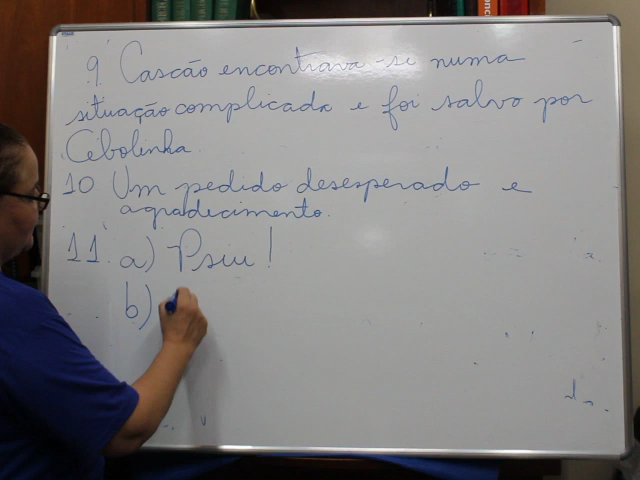 9 Cascão encontrava-se numa
situação complicada e foi salvo por
Cebolinha.
10 Um pedido desesperado e
agradecimento.
11. a) Psiu!
b)